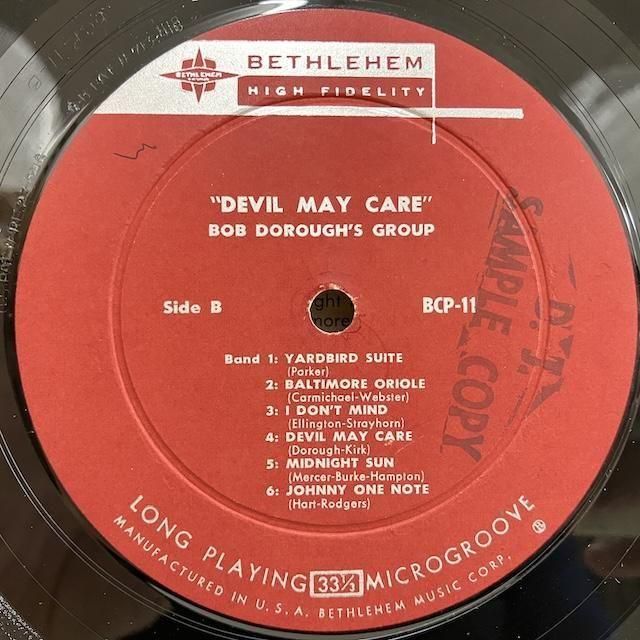 BETHLEHEM
BETHLEHEM
HIGH FIDELITY
"DEVIL MAY CARE"
BOB DOROUGH'S GROUP
Side B
BCP-11
ght
more
D.J.
SAMPLE COPY
Band 1: YARDBIRD SUITE
(Parker)
2: BALTIMORE ORIOLE
(Carmichael-Webster)
3: I DON'T MIND
(Ellington-Strayhorn)
4: DEVIL MAY CARE
(Dorough-Kirk)
5: MIDNIGHT SUN
(Mercer-Burke-Hampton)
6: JOHNNY ONE NOTE
(Hart-Rodgers)
LONG PLAYING 33⅓ MICROGROOVE
MANUFACTURED IN U.S.A. BETHLEHEM MUSIC CORP.